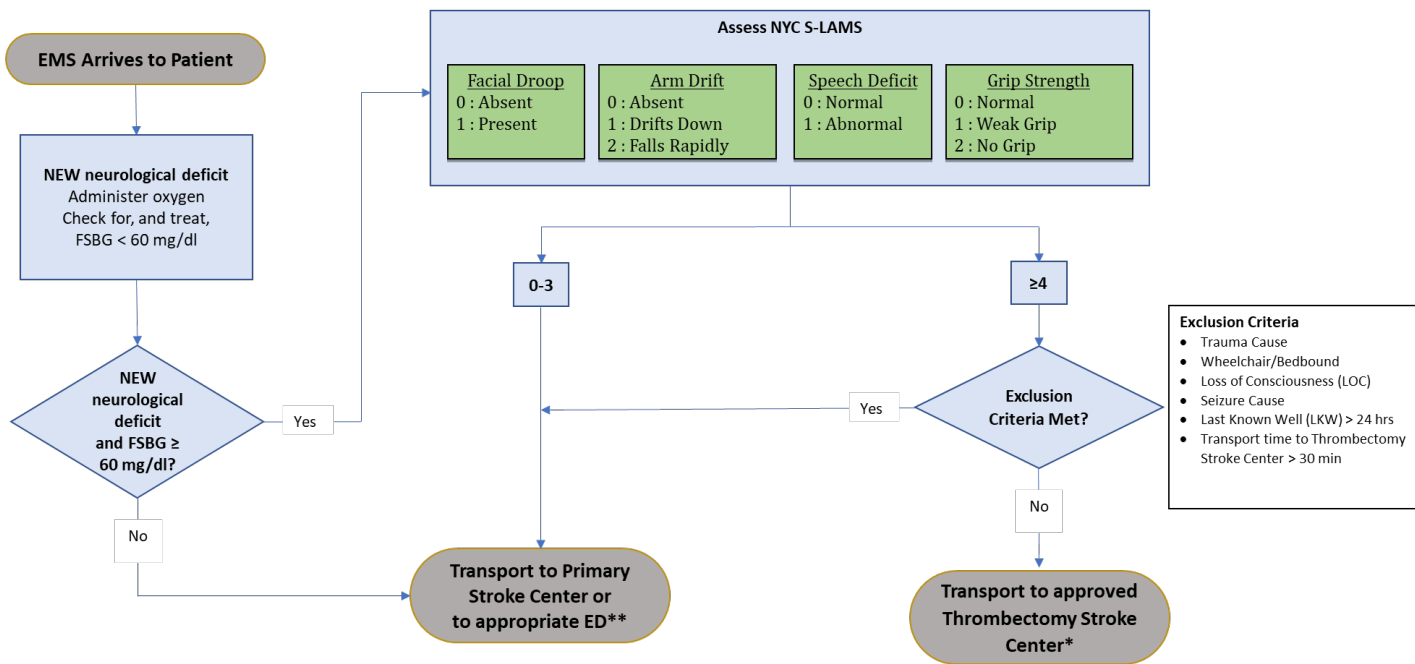 EMS Arrives to Patient
NEW neurological deficit
Administer oxygen
Check for, and treat,
FSBG < 60 mg/dl
NEW
neurological
deficit
and FSBG ≥
60 mg/dl?
Yes
No
Assess NYC S-LAMS
Facial Droop
0 : Absent
1 : Present
Arm Drift
0 : Absent
1 : Drifts Down
2 : Falls Rapidly
Speech Deficit
0 : Normal
1 : Abnormal
Grip Strength
0 : Normal
1 : Weak Grip
2 : No Grip
0-3
≥4
Exclusion
Criteria Met?
Yes
No
Exclusion Criteria
• Trauma Cause
• Wheelchair/Bedbound
• Loss of Consciousness (LOC)
• Seizure Cause
• Last Known Well (LKW) > 24 hrs
• Transport time to Thrombectomy
Stroke Center > 30 min
Transport to Primary
Stroke Center or
to appropriate ED**
Transport to approved
Thrombectomy Stroke
Center*